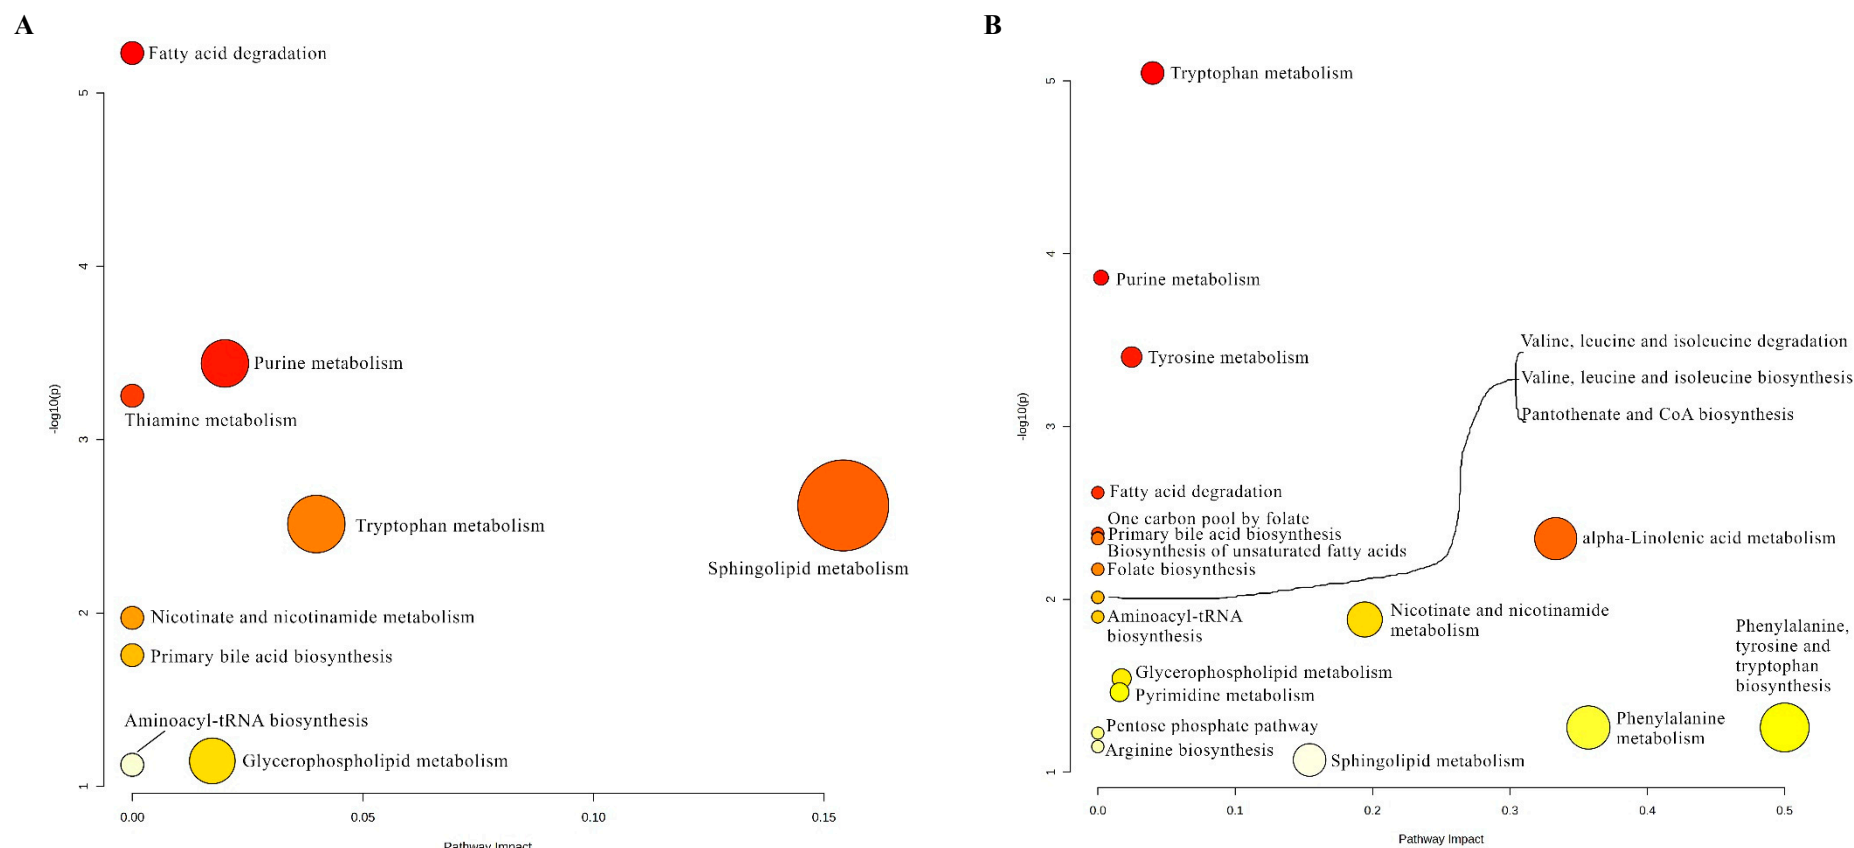 A
Fatty acid degradation
Purine metabolism
Thiamine metabolism
Tryptophan metabolism
Sphingolipid metabolism
Nicotinate and nicotinamide metabolism
Primary bile acid biosynthesis
Aminoacyl-tRNA biosynthesis
Glycerophospholipid metabolism
-log10(p)
5
4
3
2
1
0.00
0.05
0.10
0.15
Pathway Impact
B
Tryptophan metabolism
Purine metabolism
Tyrosine metabolism
Valine, leucine and isoleucine degradation
Valine, leucine and isoleucine biosynthesis
Pantothenate and CoA biosynthesis
Fatty acid degradation
One carbon pool by folate
Primary bile acid biosynthesis
Biosynthesis of unsaturated fatty acids
Folate biosynthesis
alpha-Linolenic acid metabolism
Aminoacyl-tRNA
biosynthesis
Nicotinate and nicotinamide
metabolism
Phenylalanine,
tyrosine and
tryptophan
biosynthesis
Glycerophospholipid metabolism
Pyrimidine metabolism
Pentose phosphate pathway
Arginine biosynthesis
Phenylalanine
metabolism
Sphingolipid metabolism
-log10(p)
5
4
3
2
1
0.0
0.1
0.2
0.3
0.4
0.5
Pathway Impact